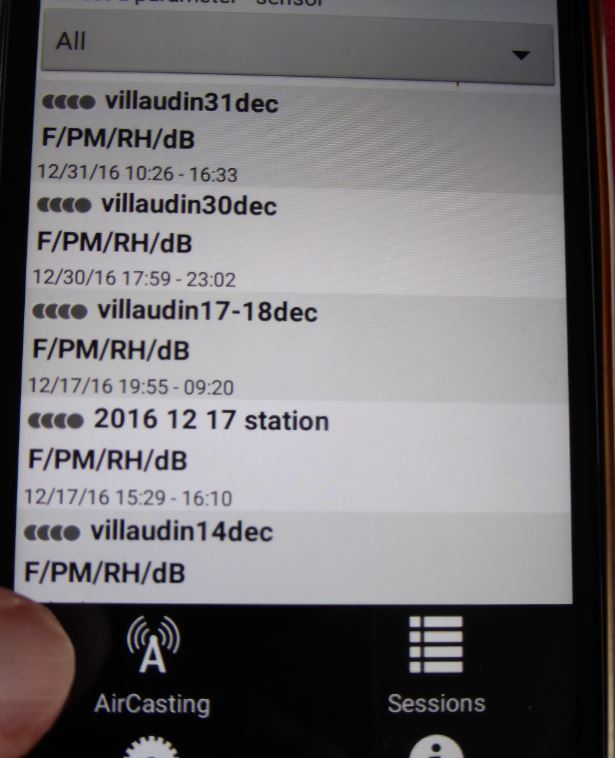 sensor
All
villaudin31dec
F/PM/RH/dB
12/31/16 10:26 - 16:33
villaudin30dec
F/PM/RH/dB
12/30/16 17:59 - 23:02
villaudin17-18dec
F/PM/RH/dB
12/17/16 19:55 - 09:20
2016 12 17 station
F/PM/RH/dB
12/17/16 15:29 - 16:10
villaudin14dec
F/PM/RH/dB
AirCasting
Sessions